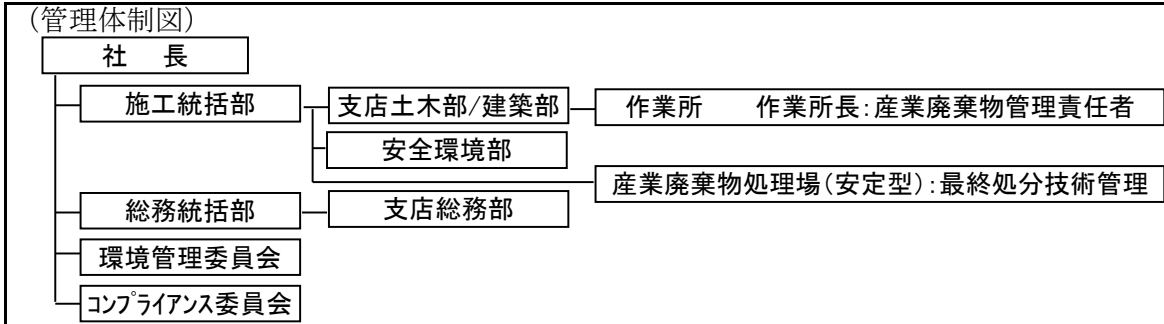 (管理体制図)
社　長
施工統括部　支店土木部/建築部　作業所　作業所長:産業廃棄物管理責任者
安全環境部
産業廃棄物処理場(安定型):最終処分技術管理
総務統括部　支店総務部
環境管理委員会
コンプライアンス委員会